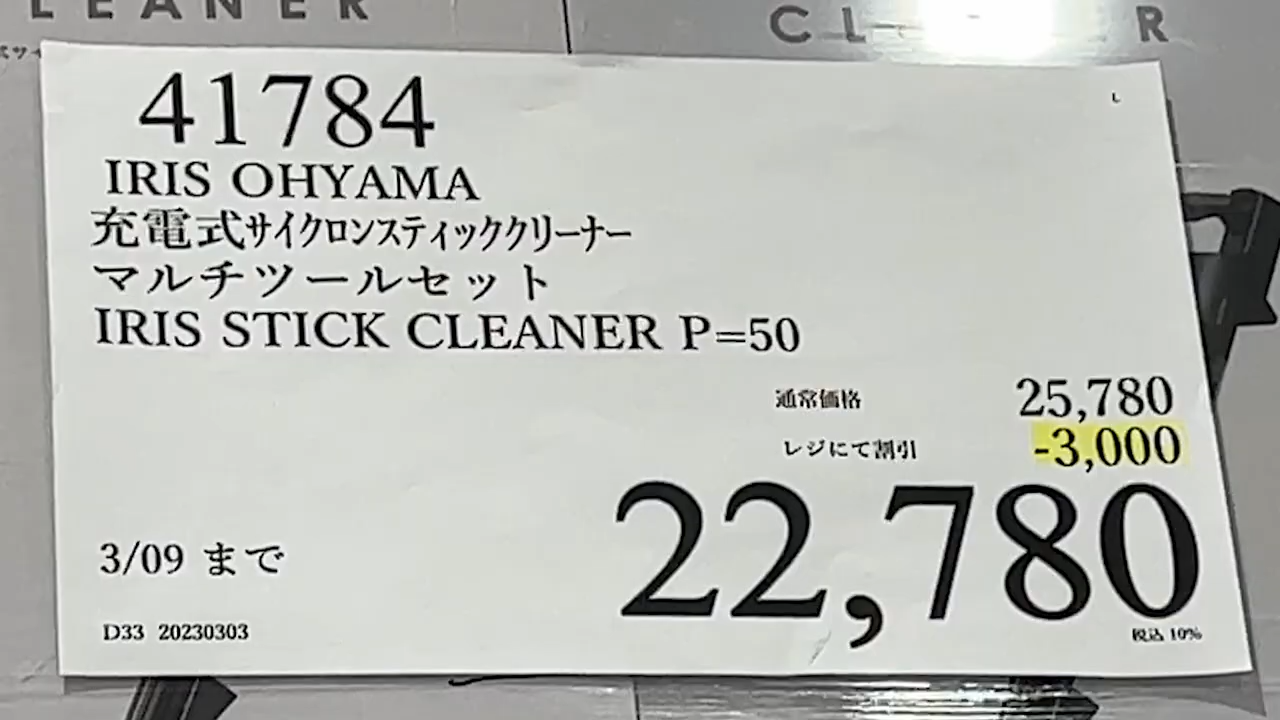 LEANER
CL R
41784
L
IRIS OHYAMA
充電式サイクロンスティッククリーナー
マルチツールセット
IRIS STICK CLEANER P=50
通常価格 25,780
レジにて割引 -3,000
22,780
3/09 まで
D33 20230303
税込 10%